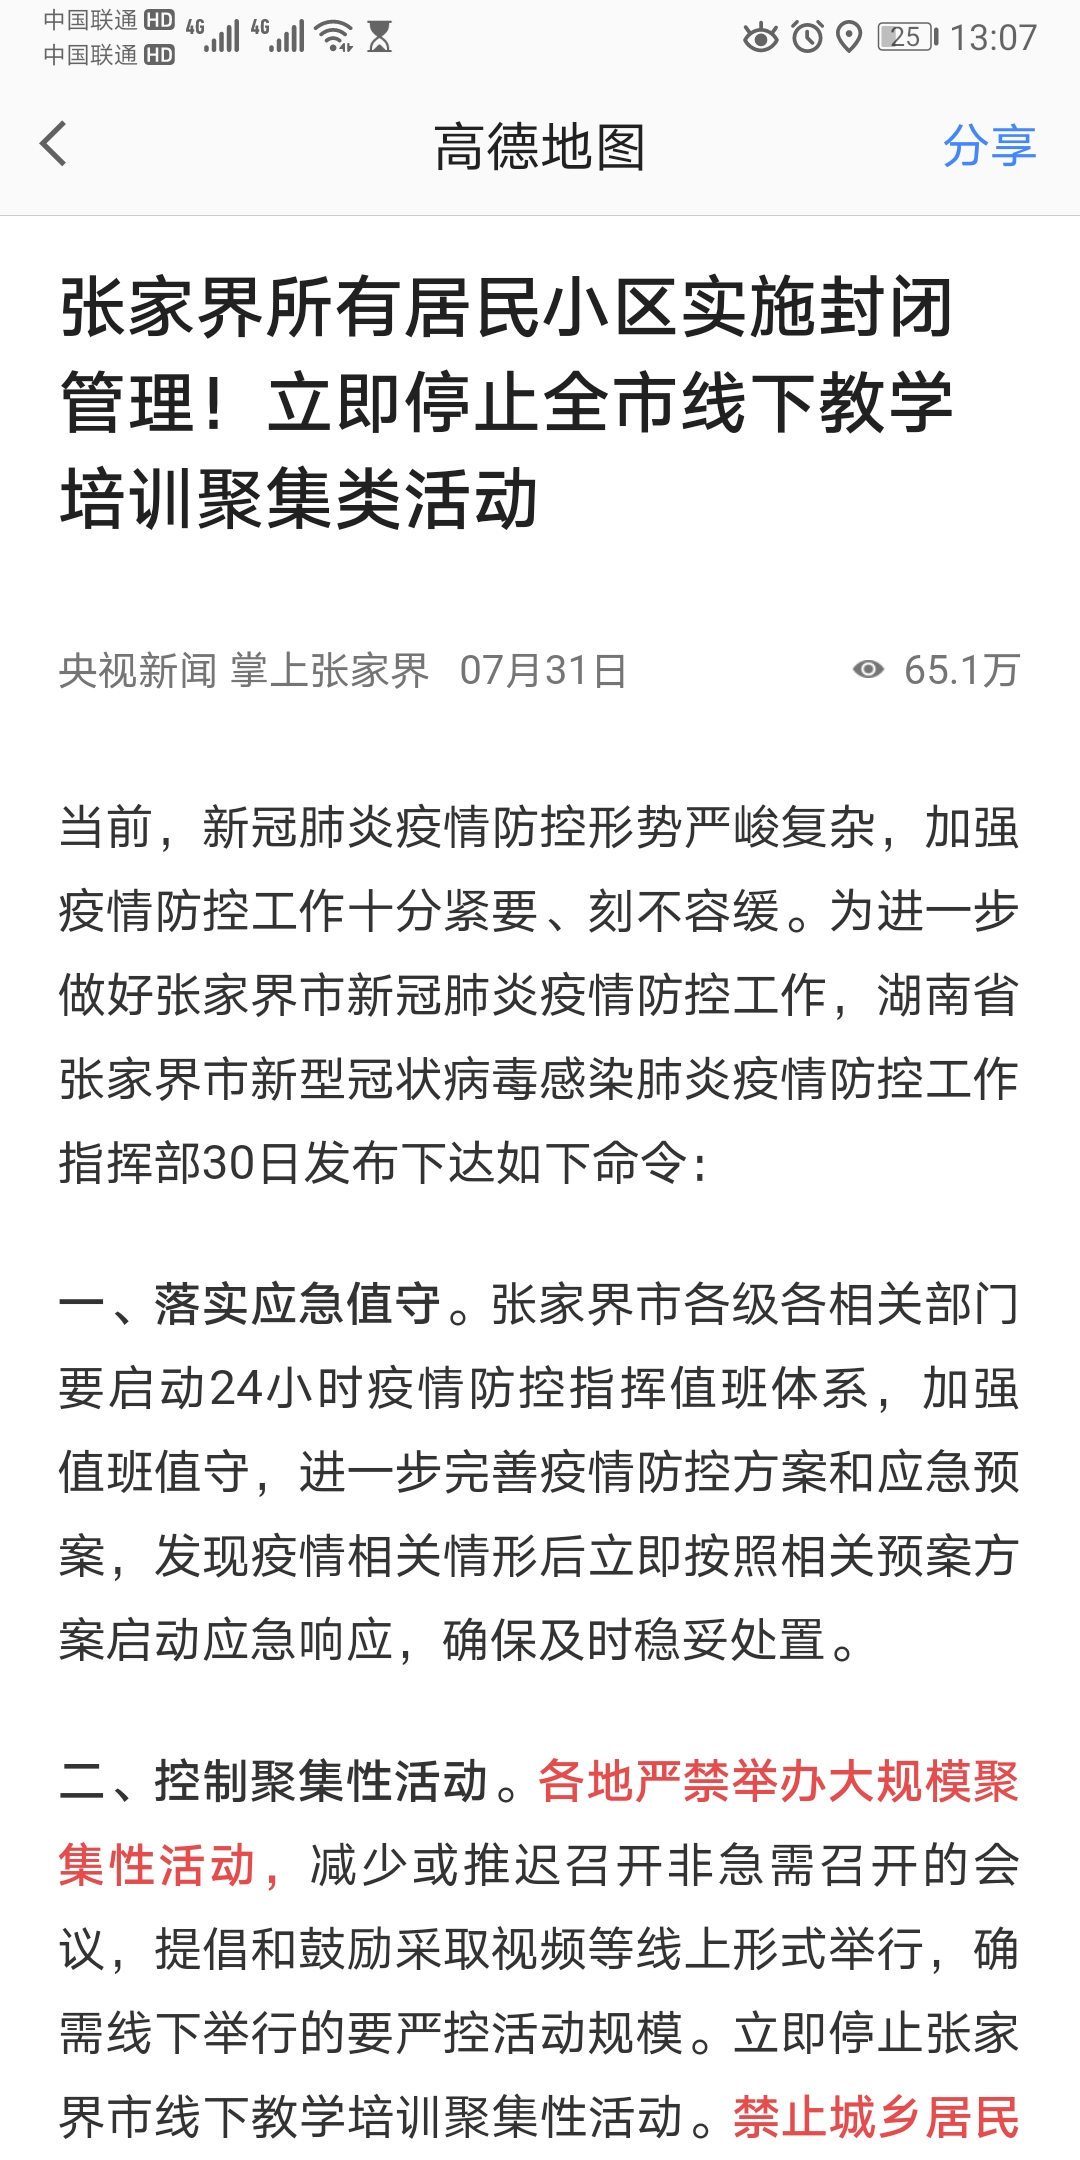 中国联通 HD 4G 4G 25 13:07
中国联通 HD
高德地图 分享
张家界所有居民小区实施封闭
管理！立即停止全市线下教学
培训聚集类活动
央视新闻 掌上张家界 07月31日 65.1万
当前，新冠肺炎疫情防控形势严峻复杂，加强
疫情防控工作十分紧要、刻不容缓。为进一步
做好张家界市新冠肺炎疫情防控工作，湖南省
张家界市新型冠状病毒感染肺炎疫情防控工作
指挥部30日发布下达如下命令：
一、落实应急值守。张家界市各级各相关部门
要启动24小时疫情防控指挥值班体系，加强
值班值守，进一步完善疫情防控方案和应急预
案，发现疫情相关情形后立即按照相关预案方
案启动应急响应，确保及时稳妥处置。
二、控制聚集性活动。各地严禁举办大规模聚
集性活动，减少或推迟召开非急需召开的会
议，提倡和鼓励采取视频等线上形式举行，确
需线下举行的要严控活动规模。立即停止张家
界市线下教学培训聚集性活动。禁止城乡居民